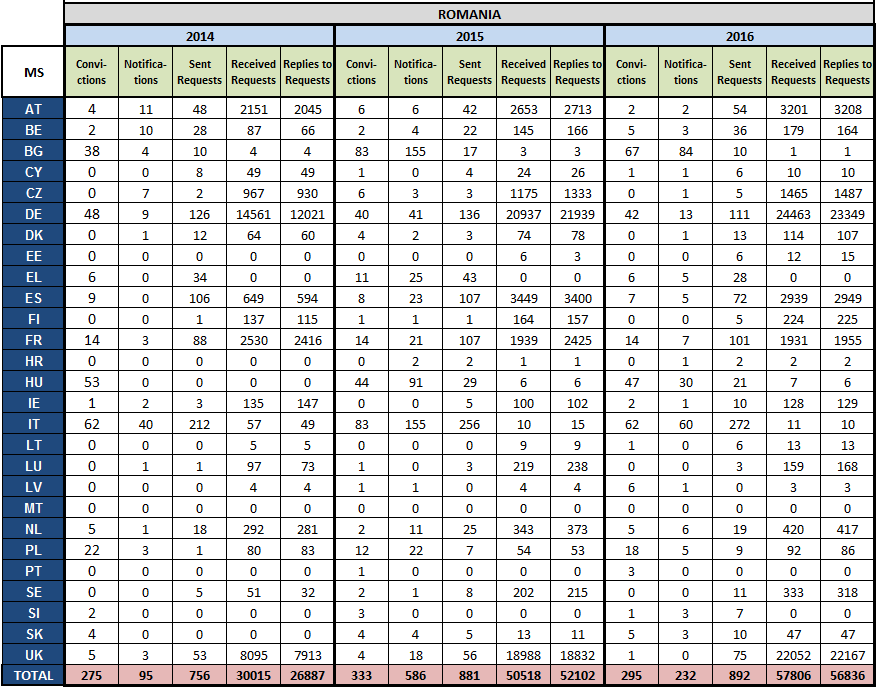 ROMANIA
2014 2015 2016
MS Convi-ctions Notifica-tions Sent Requests Received Requests Replies to Requests Convi-ctions Notifica-tions Sent Requests Received Requests Replies to Requests Convi-ctions Notifica-tions Sent Requests Received Requests Replies to Requests
AT 4 11 48 2151 2045 6 6 42 2653 2713 2 2 54 3201 3208
BE 2 10 28 87 66 2 4 22 145 166 5 3 36 179 164
BG 38 4 10 4 4 83 155 17 3 3 67 84 10 1 1
CY 0 0 8 49 49 1 0 4 24 26 1 1 6 10 10
CZ 0 7 2 967 930 6 3 3 1175 1333 0 1 5 1465 1487
DE 48 9 126 14561 12021 40 41 136 20937 21939 42 13 111 24463 23349
DK 0 1 12 64 60 4 2 3 74 78 0 1 13 114 107
EE 0 0 0 0 0 0 0 0 6 3 0 0 6 12 15
EL 6 0 34 0 0 11 25 43 0 0 6 5 28 0 0
ES 9 0 106 649 594 8 23 107 3449 3400 7 5 72 2939 2949
FI 0 0 1 137 115 1 1 1 164 157 0 0 5 224 225
FR 14 3 88 2530 2416 14 21 107 1939 2425 14 7 101 1931 1955
HR 0 0 0 0 0 0 2 2 1 1 0 1 2 2 2
HU 53 0 0 0 0 44 91 29 6 6 47 30 21 7 6
IE 1 2 3 135 147 0 0 5 100 102 2 1 10 128 129
IT 62 40 212 57 49 83 155 256 10 15 62 60 272 11 10
LT 0 0 0 5 5 0 0 0 9 9 1 0 6 13 13
LU 0 1 1 97 73 1 0 3 219 238 0 0 3 159 168
LV 0 0 0 4 4 1 1 0 4 4 6 1 0 3 3
MT 0 0 0 0 0 0 0 0 0 0 0 0 0 0 0
NL 5 1 18 292 281 2 11 25 343 373 5 6 19 420 417
PL 22 3 1 80 83 12 22 7 54 53 18 5 9 92 86
PT 0 0 0 0 0 1 0 0 0 0 3 0 0 0 0
SE 0 0 5 51 32 2 1 8 202 215 0 0 11 333 318
SI 2 0 0 0 0 3 0 0 0 0 1 3 7 0 0
SK 4 0 0 0 0 4 4 5 13 11 5 3 10 47 47
UK 5 3 53 8095 7913 4 18 56 18988 18832 1 0 75 22052 22167
TOTAL 275 95 756 30015 26887 333 586 881 50518 52102 295 232 892 57806 56836